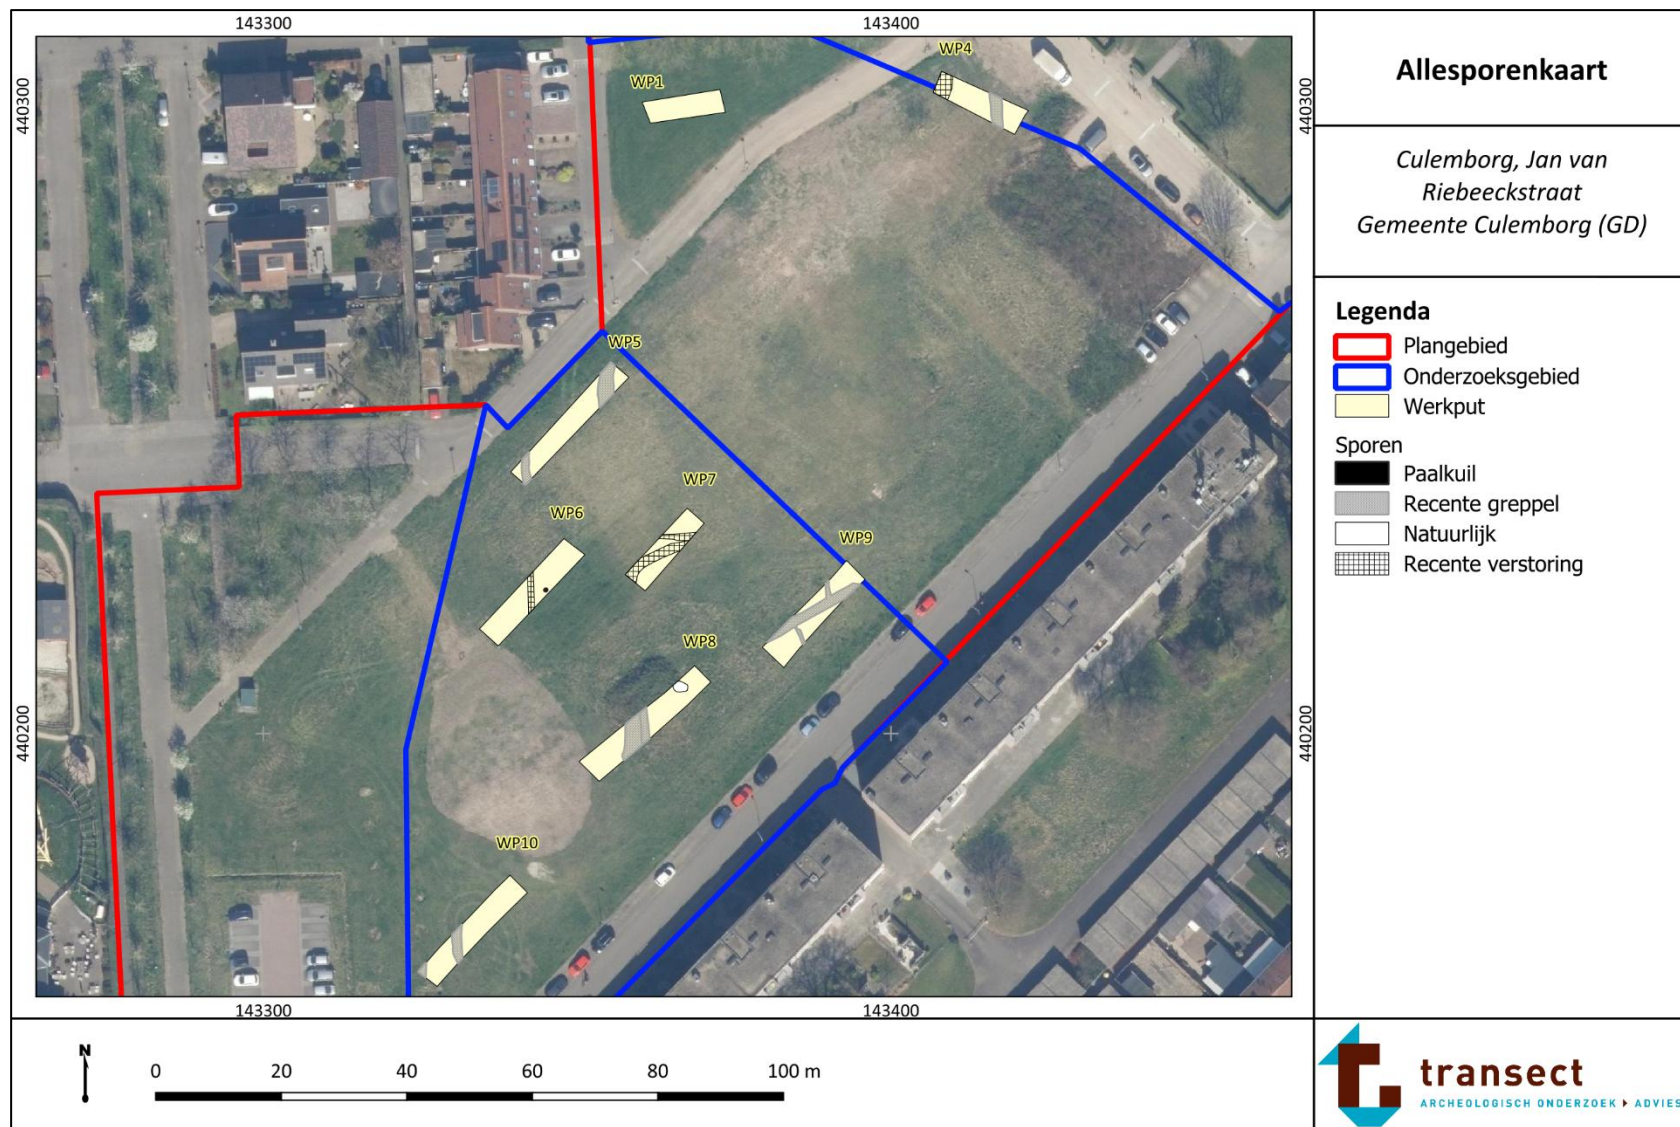 143300
143400
440300
440300
WP4
WP1
WP5
WP7
WP6
WP9
WP8
WP10
440200
440200
143300
143400
N
0 20 40 60 80 100 m
Allesporenkaart
Culemborg, Jan van
Riebeeckstraat
Gemeente Culemborg (GD)
Legenda
Plangebied
Onderzoeksgebied
Werkput
Sporen
Paalkuil
Recente greppel
Natuurlijk
Recente verstoring
transect
ARCHEOLOGISCH ONDERZOEK ▸ ADVIES